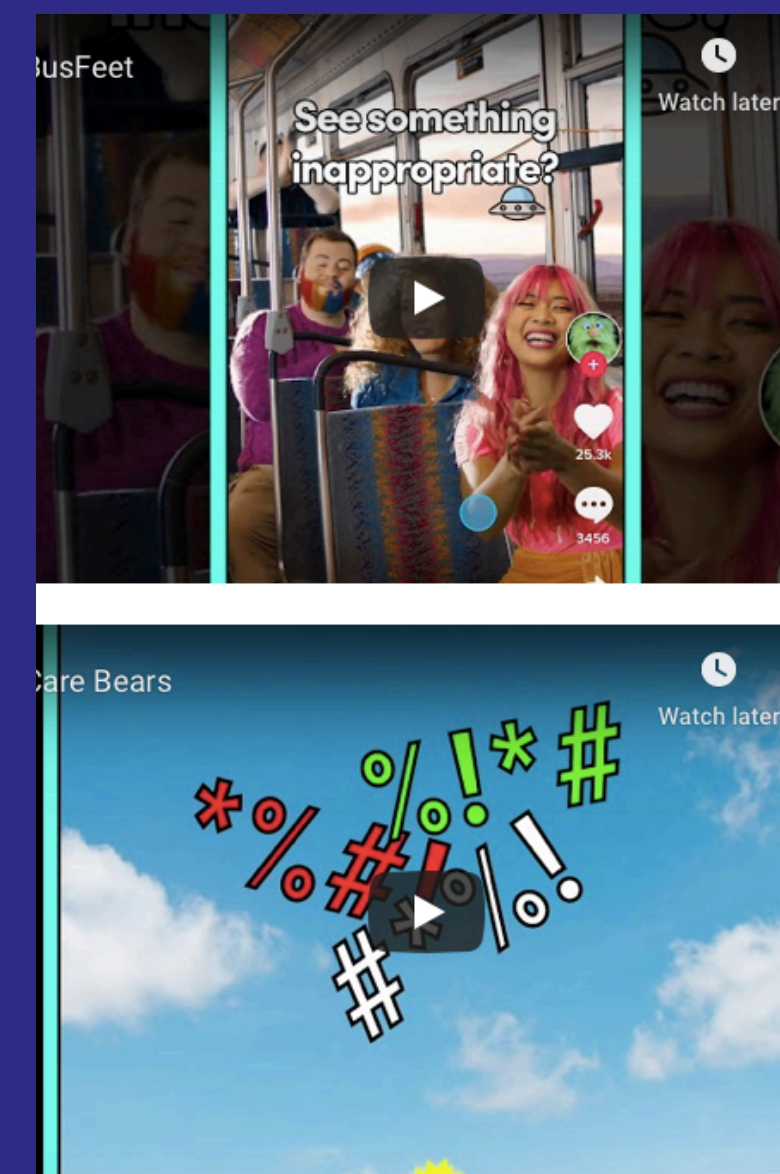 BusFeet
Watch later
See something
inappropriate?
25.3k
3456
Care Bears
Watch later
%!*#
*%#!
%!
#*